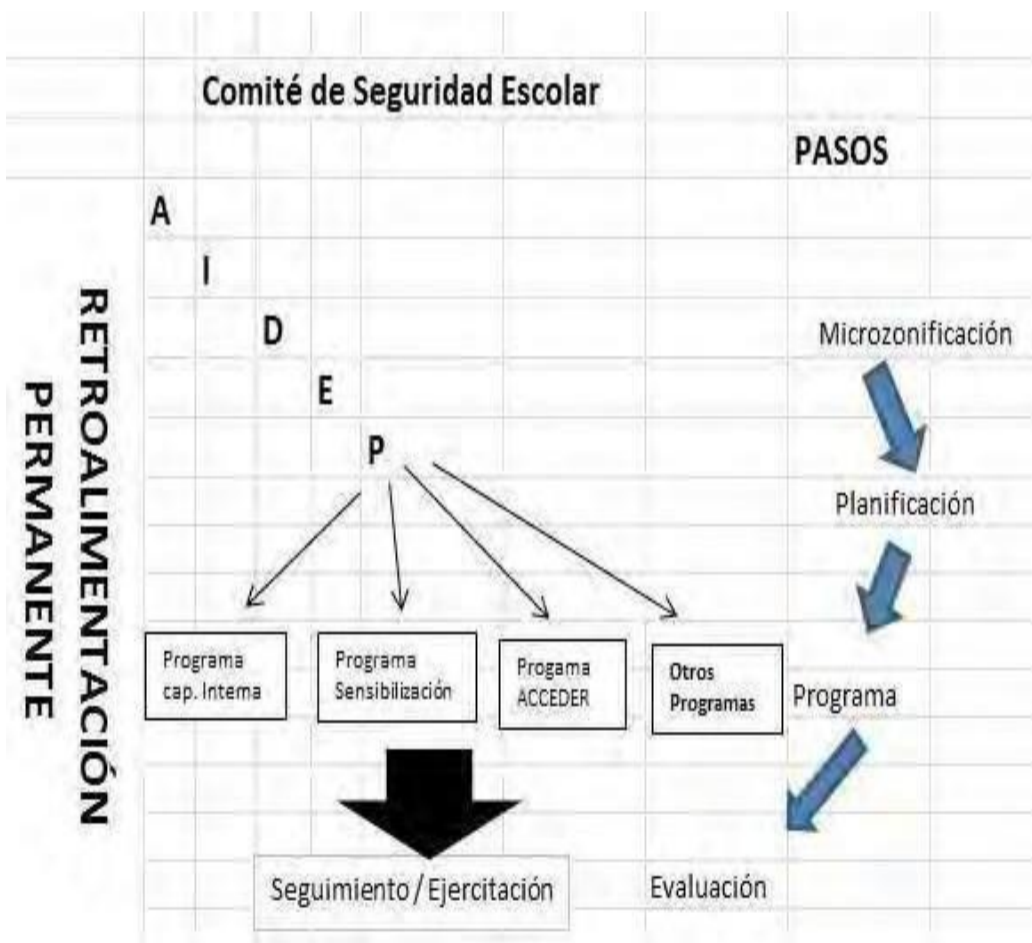 Comité de Seguridad Escolar
PASOS
A
I
D
E
P
RETROALIMENTACIÓN
PERMANENTE
Microzonificación
Planificación
Programa
cap. Interna
Programa
Sensibilización
Progama
ACCEDER
Otros
Programas
Programa
Seguimiento / Ejercitación
Evaluación